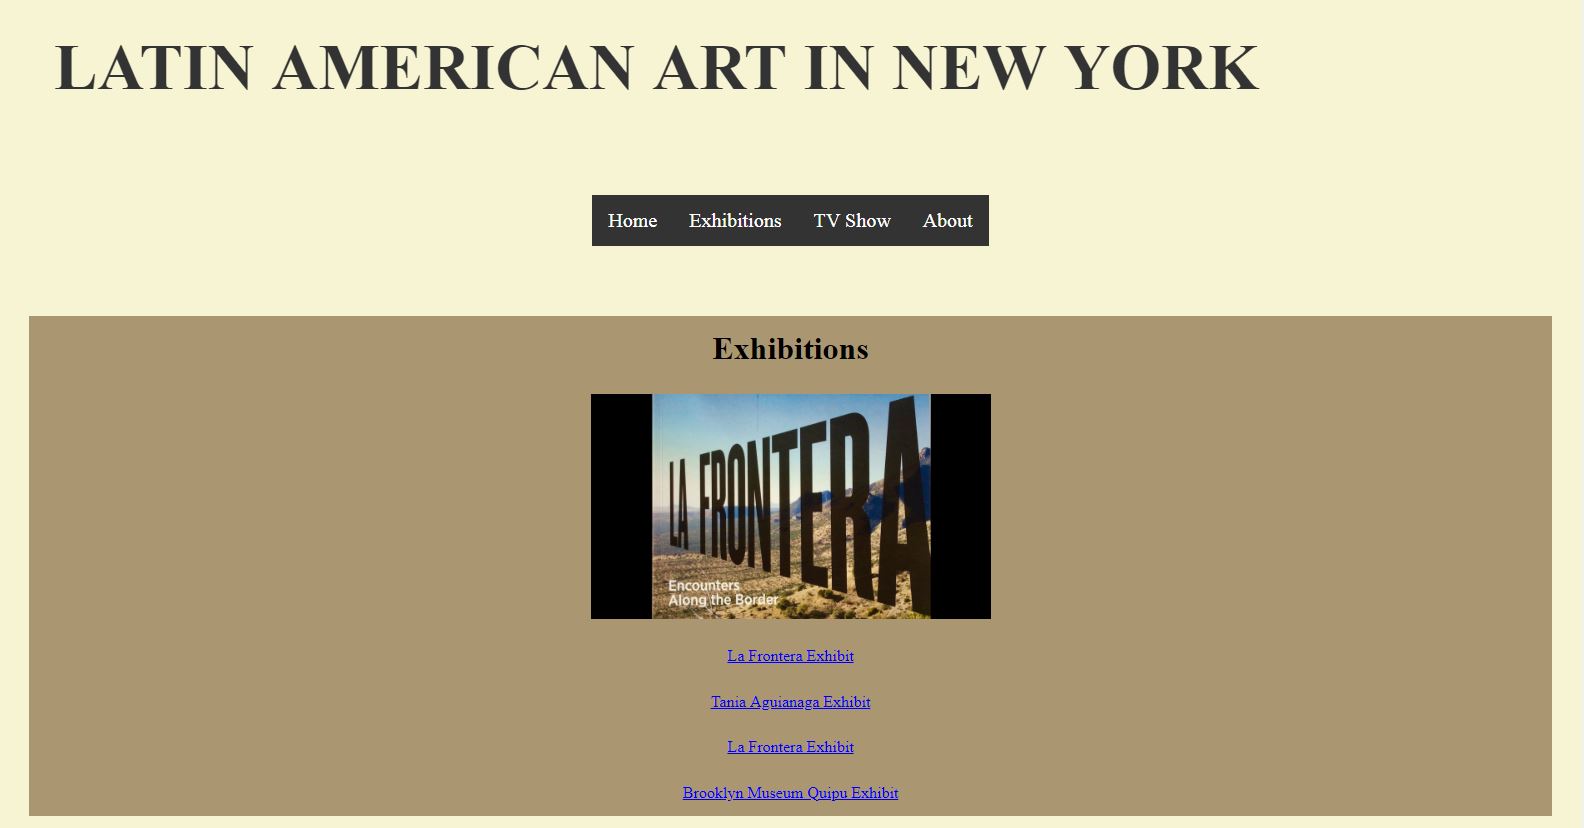 LATIN AMERICAN ART IN NEW YORK
Home Exhibitions TV Show About
Exhibitions
LA FRONTERA
Encounters
Along the Border
La Frontera Exhibit
Tania Aguianaga Exhibit
La Frontera Exhibit
Brooklyn Museum Quipu Exhibit